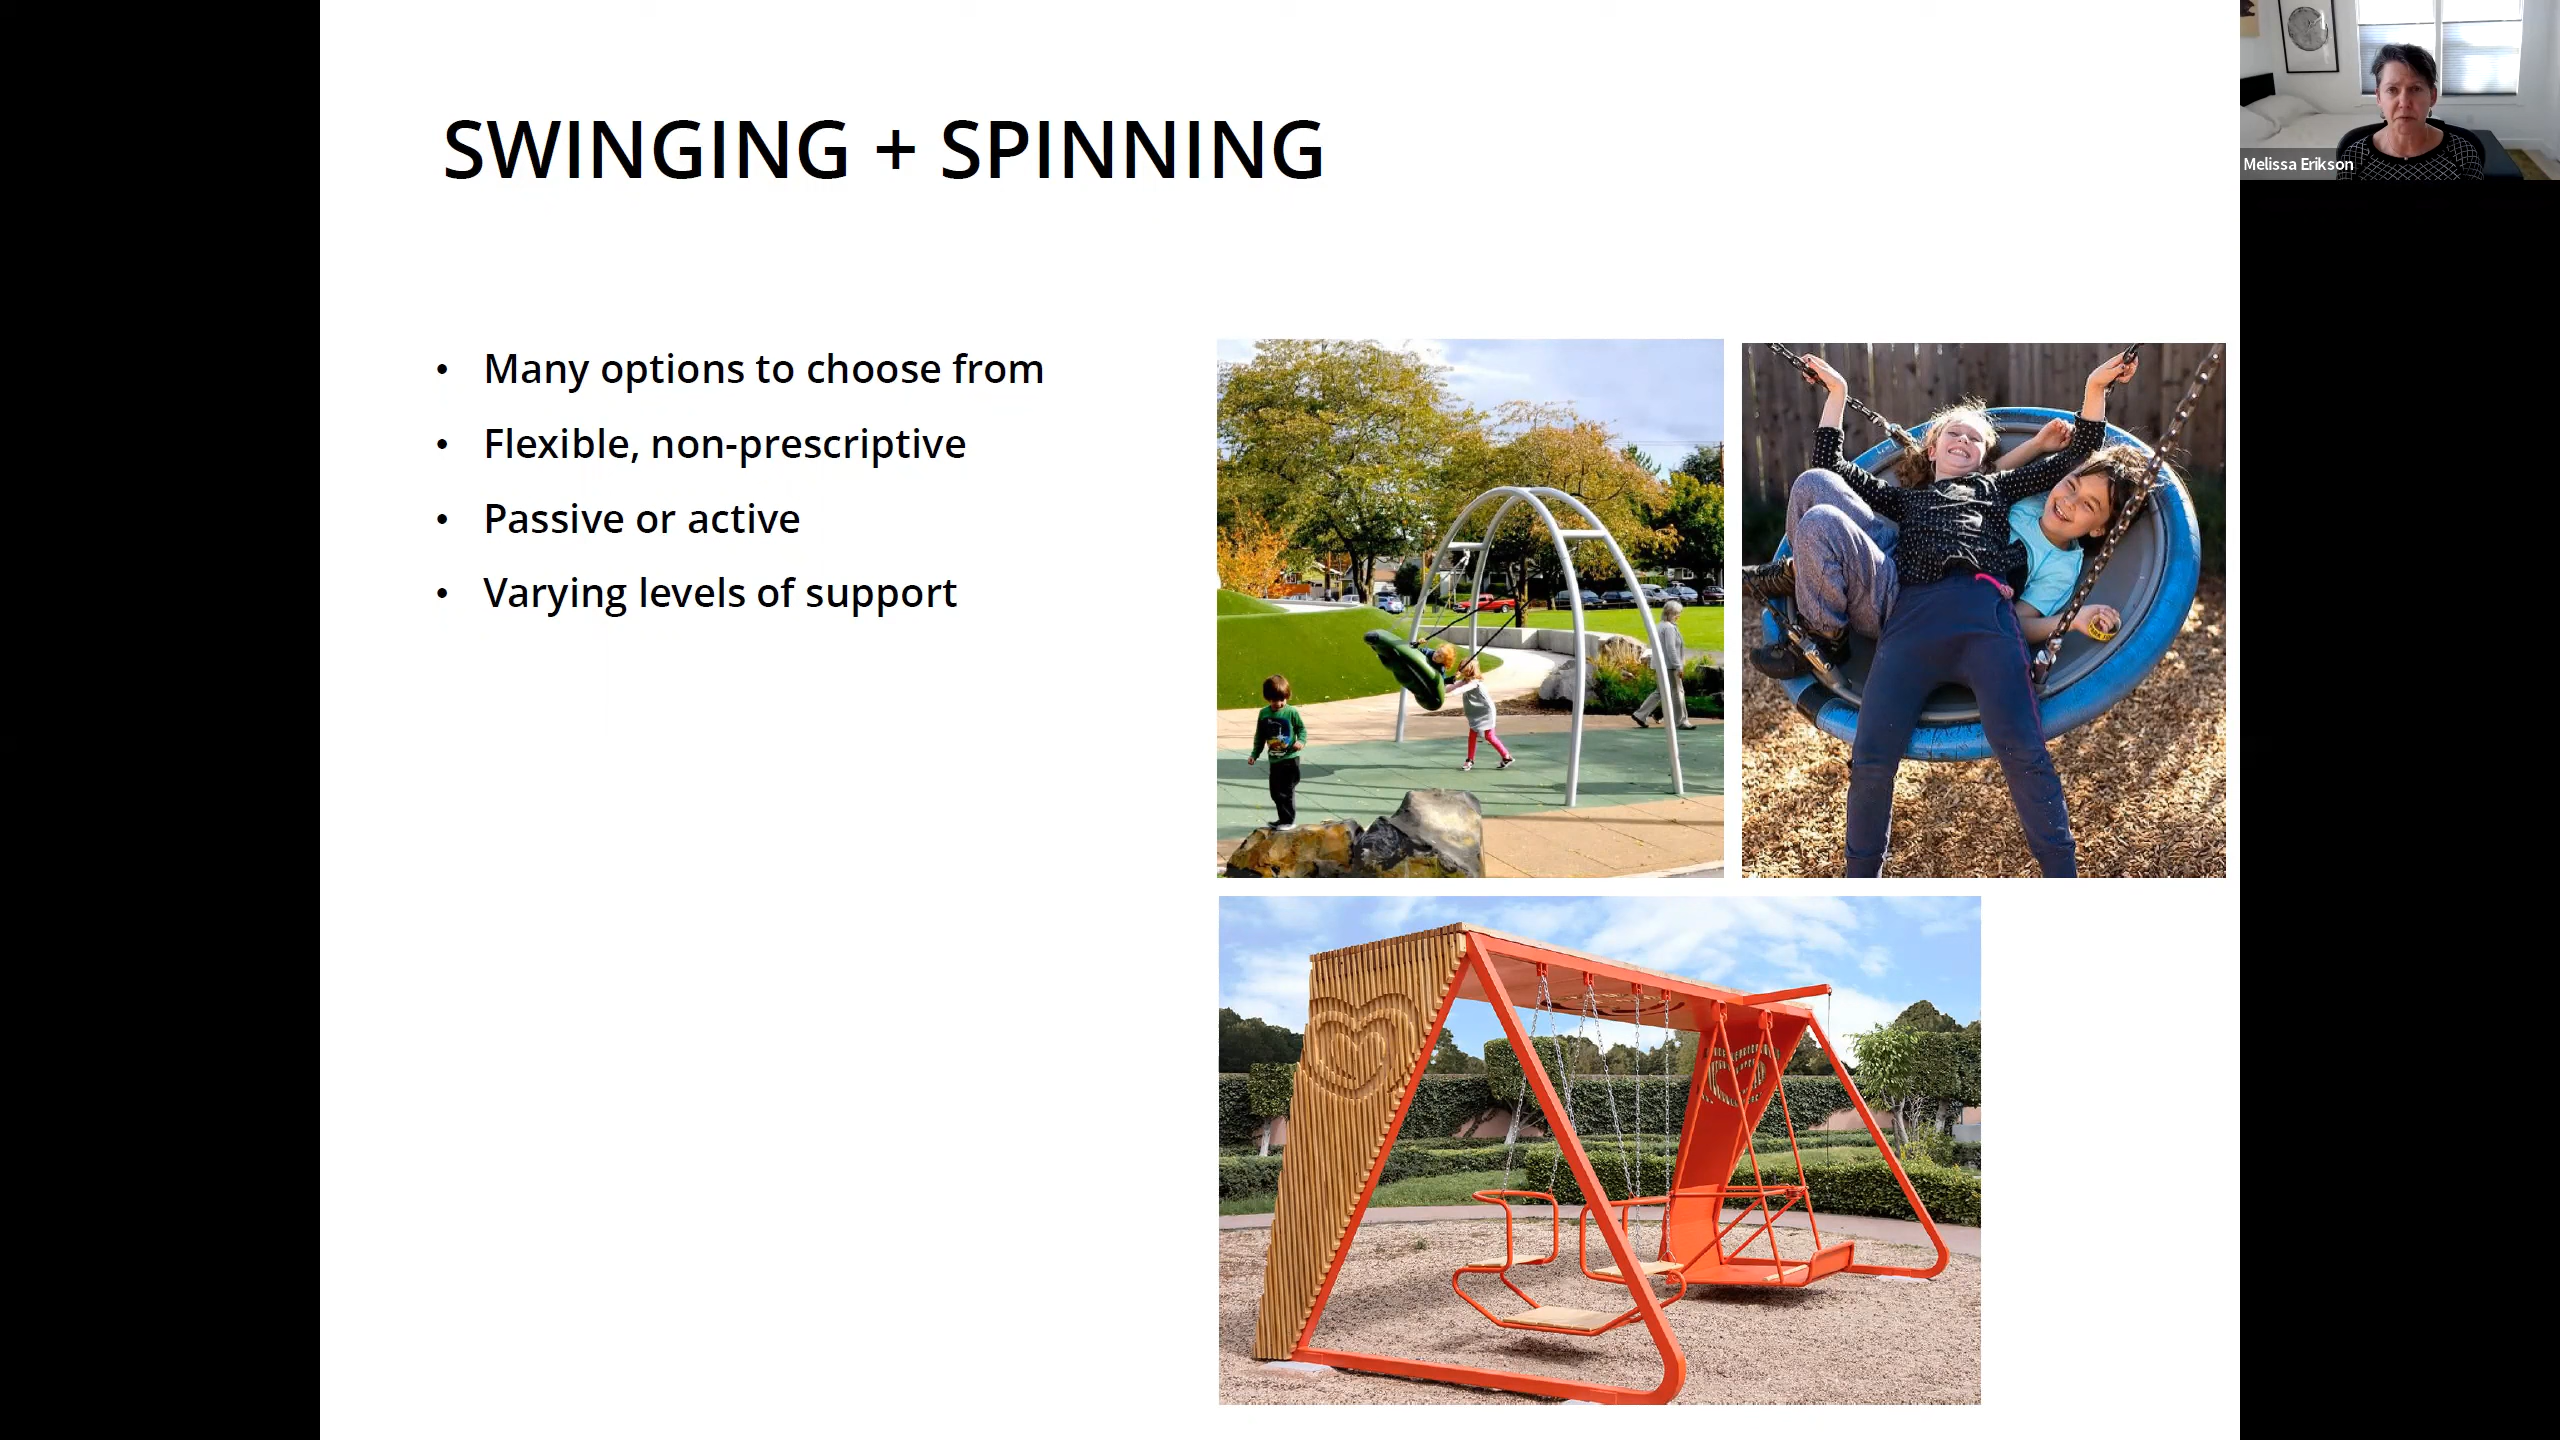 SWINGING + SPINNING
• Many options to choose from
• Flexible, non-prescriptive
• Passive or active
• Varying levels of support
Melissa Erikson